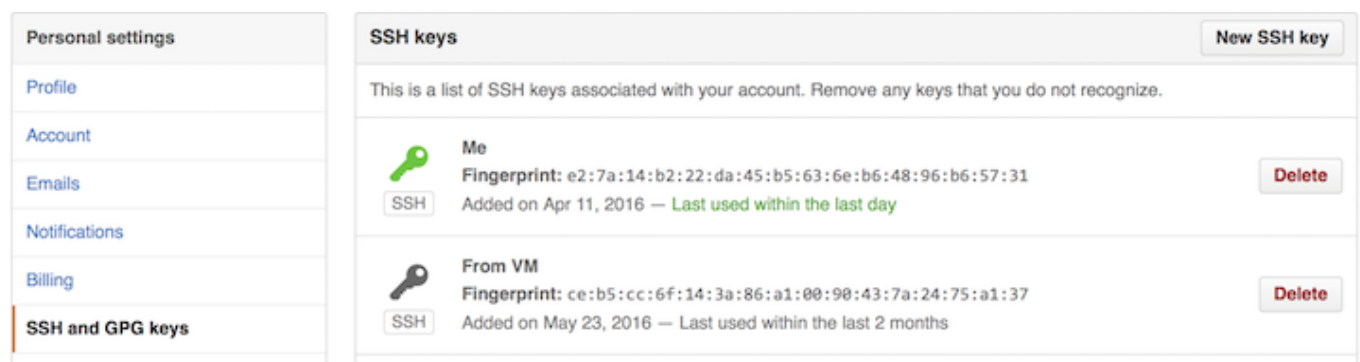 Personal settings
Profile
Account
Emails
Notifications
Billing
SSH and GPG keys
SSH keys
New SSH key
This is a list of SSH keys associated with your account. Remove any keys that you do not recognize.
Me
Fingerprint: e2:7a:14:b2:22:da:45:b5:63:6e:b6:48:96:b6:57:31
Delete
SSH
Added on Apr 11, 2016 — Last used within the last day
From VM
Fingerprint: ce:b5:cc:6f:14:3a:86:a1:00:90:43:7a:24:75:a1:37
Delete
SSH
Added on May 23, 2016 — Last used within the last 2 months